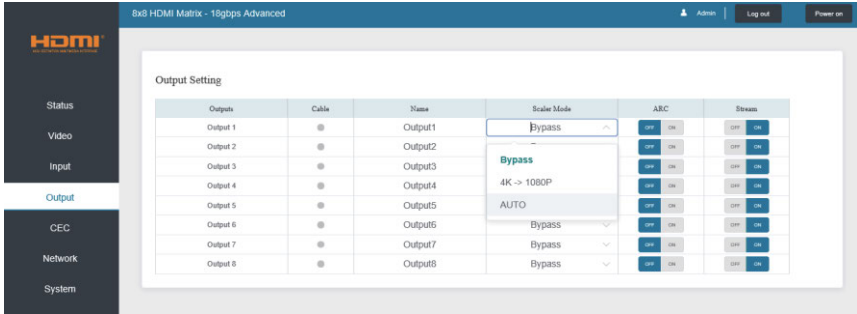 8x8 HDMI Matrix - 18gbps Advanced
Admin
Log out
Power on
HDMI
Status
Video
Input
Output
CEC
Network
System
Output Setting
Outputs Cable Name Scaler Mode ARC Stream
Output 1 Output1 Bypass OFF ON OFF ON
Output 2 Output2 OFF ON OFF ON
Output 3 Output3 OFF ON OFF ON
Output 4 Output4 OFF ON OFF ON
Output 5 Output5 OFF ON OFF ON
Output 6 Output6 Bypass OFF ON OFF ON
Output 7 Output7 Bypass OFF ON OFF ON
Output 8 Output8 Bypass OFF ON OFF ON
Bypass
4K -> 1080P
AUTO